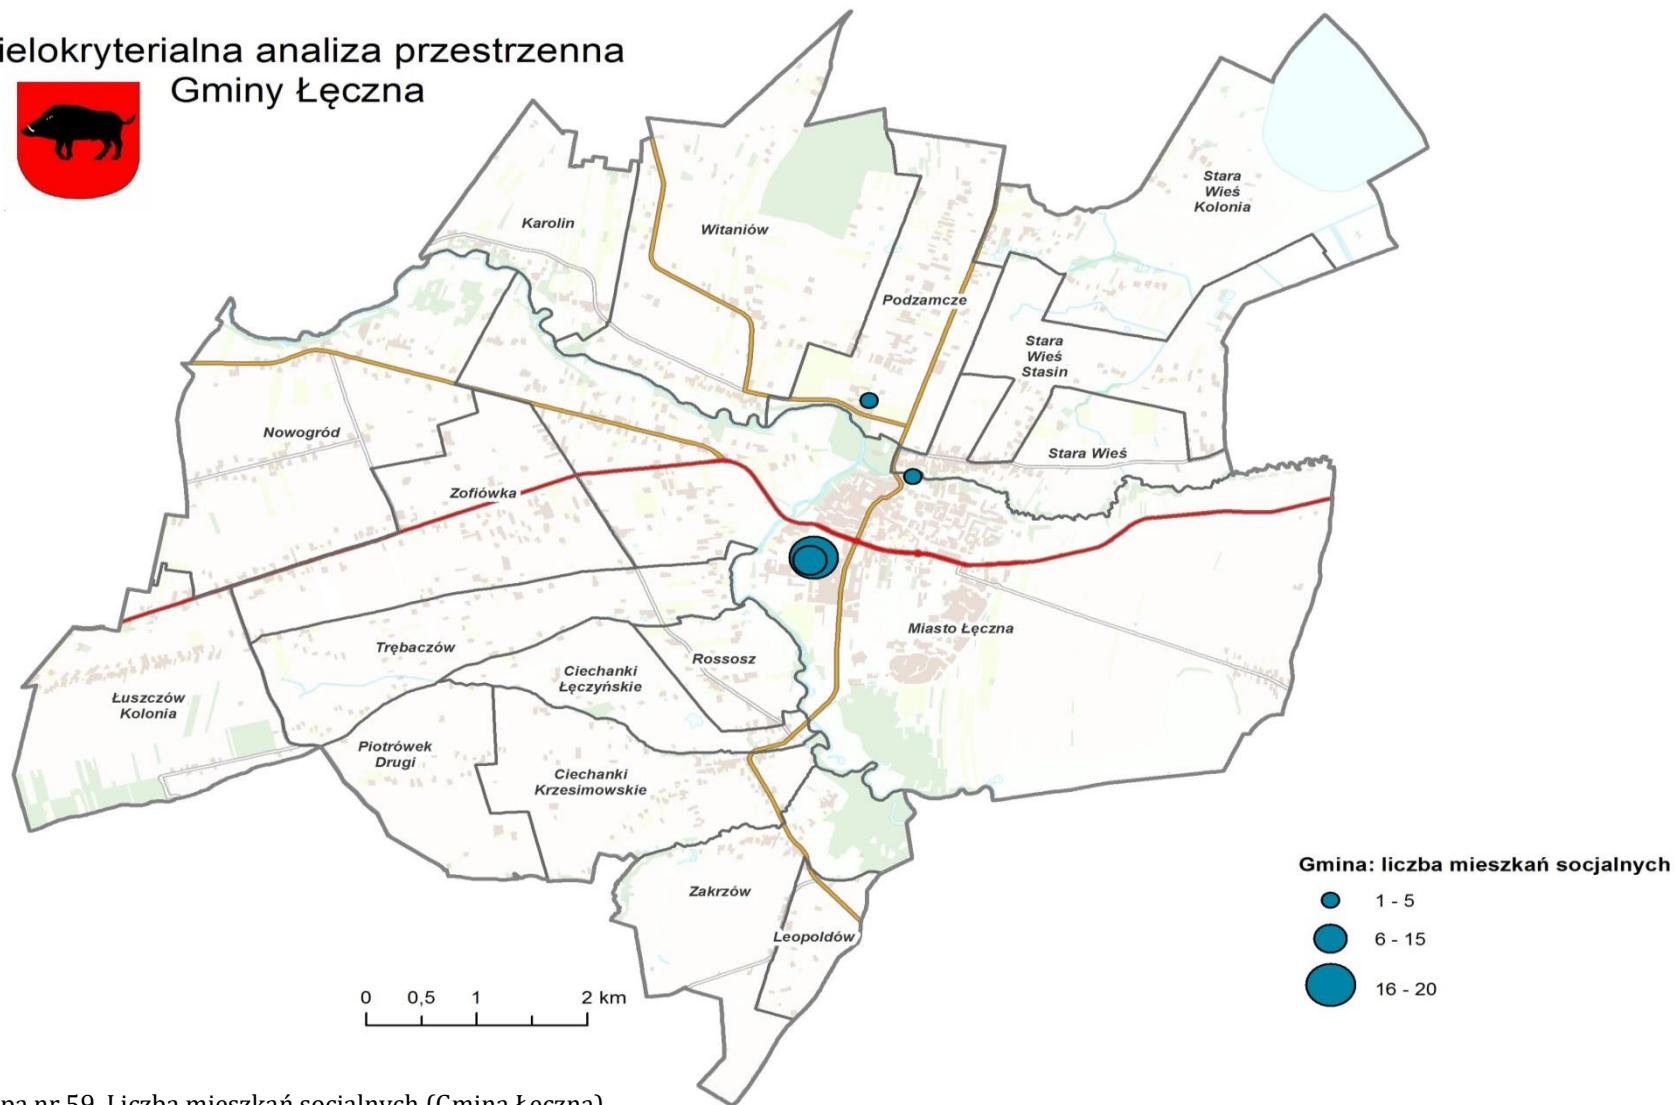 ielokryterialna analiza przestrzenna
Gminy Łęczna
Stara
Wieś
Kolonia
Karolin
Witaniów
Podzamcze
Stara
Wieś
Stasin
Nowogród
Stara Wieś
Zofiówka
Miasto Łęczna
Trębaczów
Rossosz
Ciechanki
Łęczyńskie
Łuszczów
Kolonia
Piotrówek
Drugi
Ciechanki
Krzesimowskie
Zakrzów
Leopoldów
Gmina: liczba mieszkań socjalnych
1 - 5
6 - 15
16 - 20
0 0,5 1 2 km
pa nr 59. Liczba mieszkań socjalnych (Gmina Łęczna)